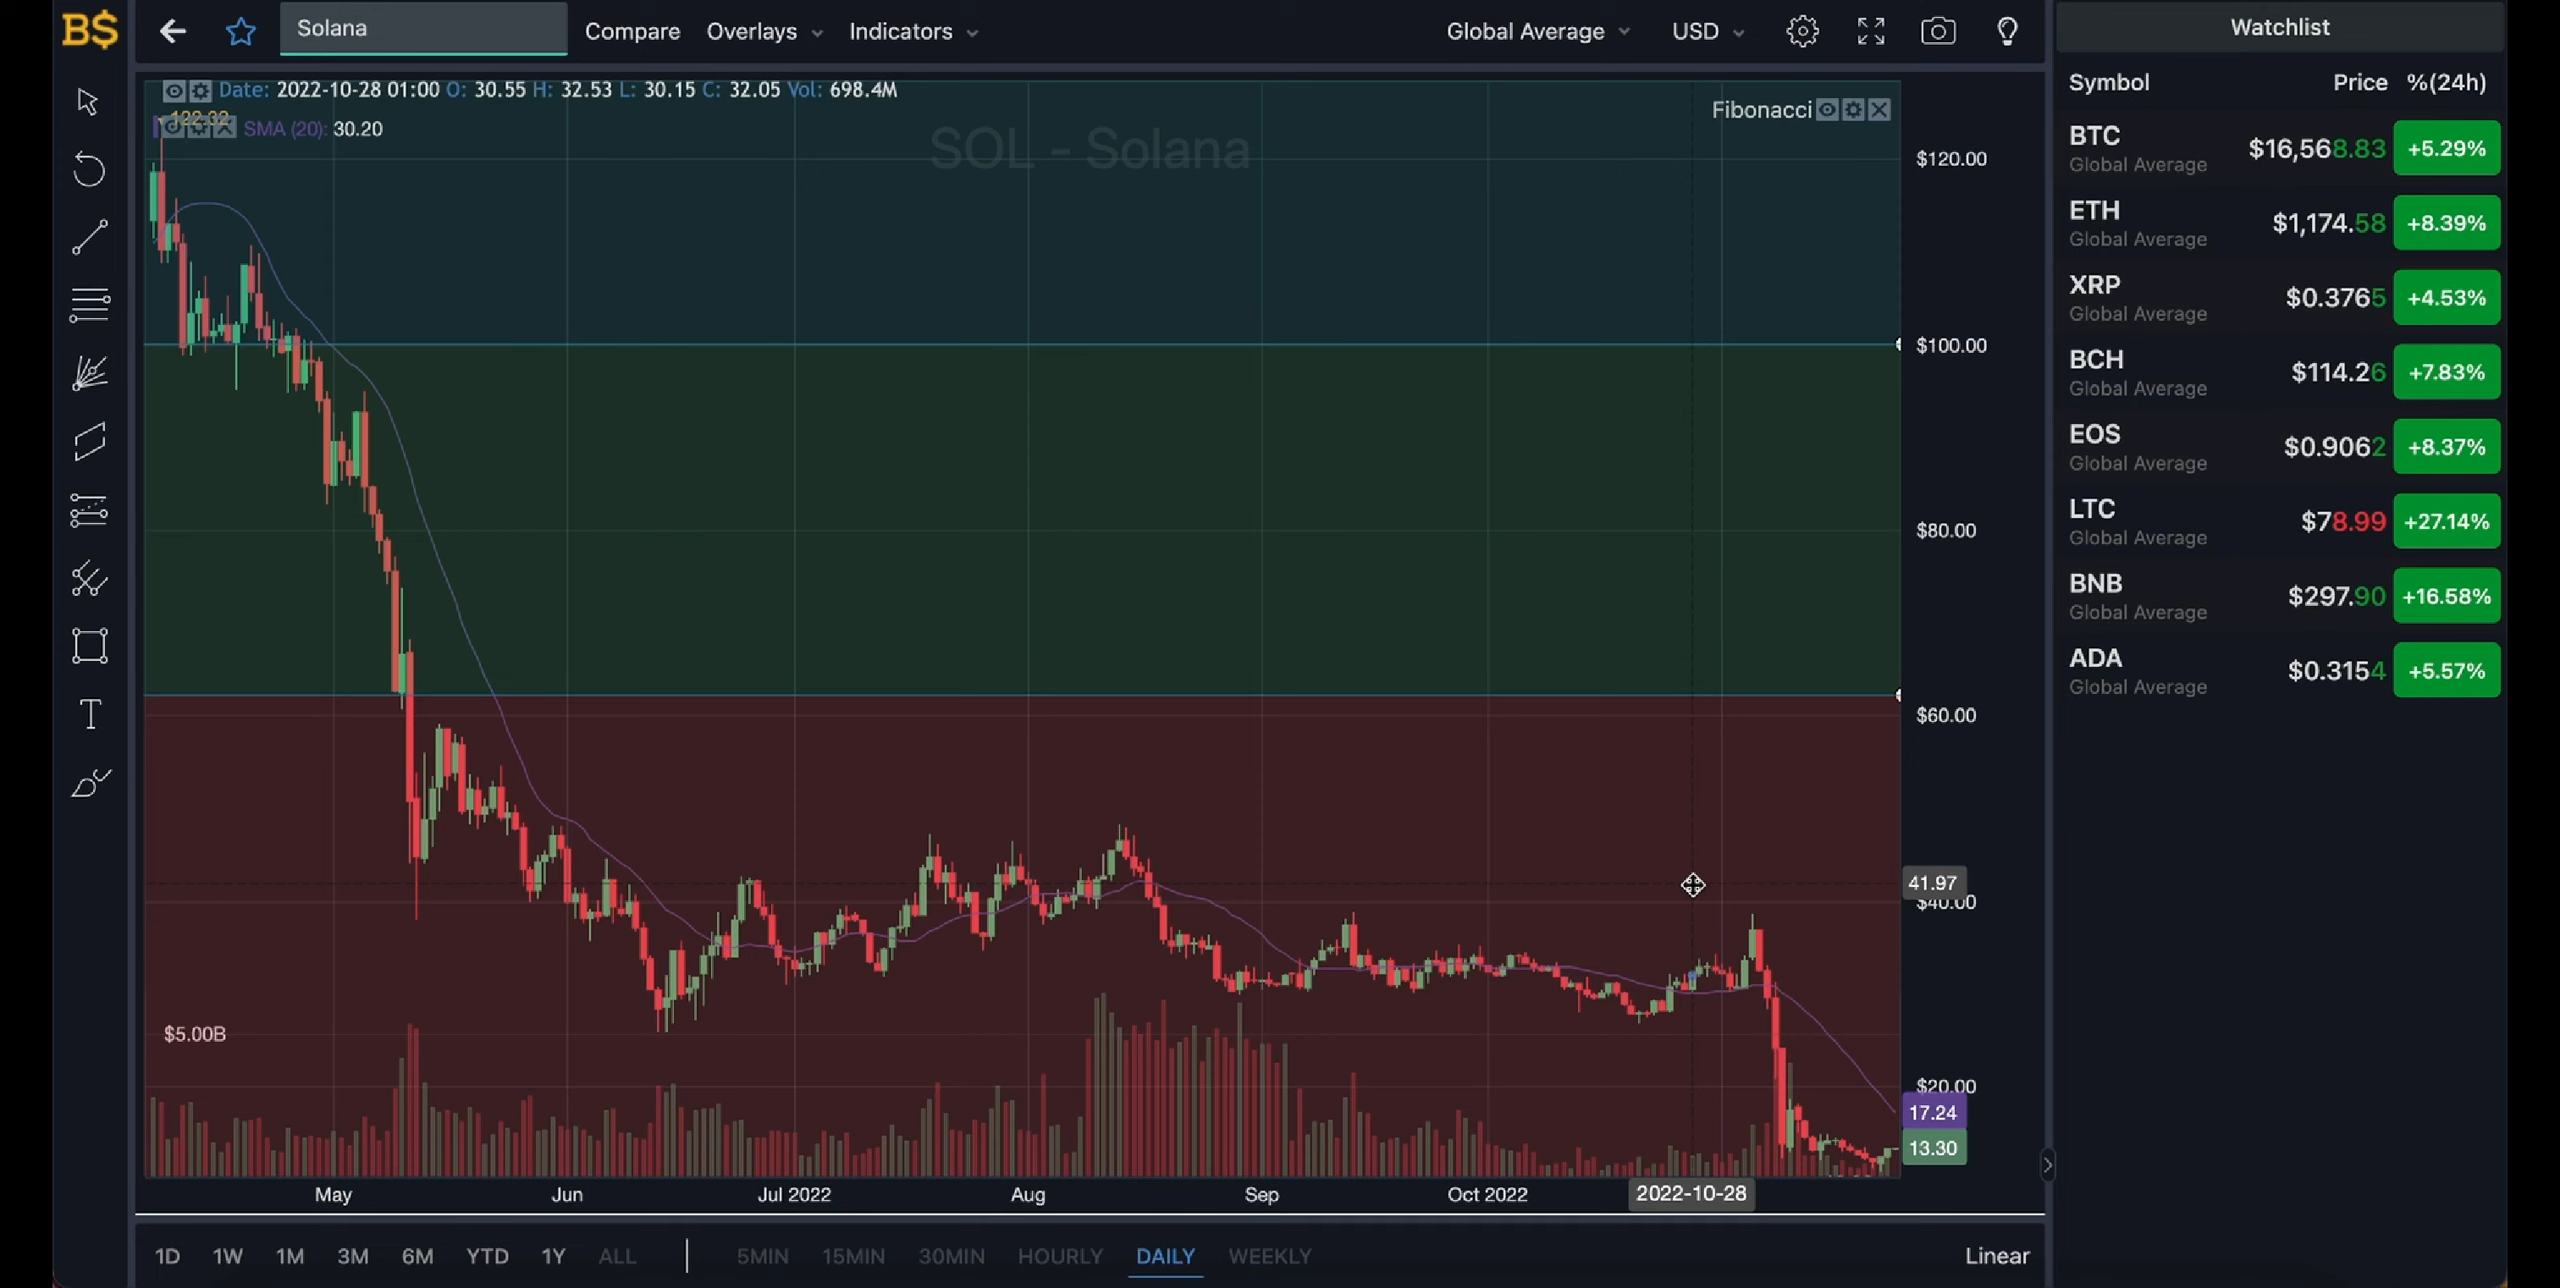 B$
Solana
Compare
Overlays
Indicators
Global Average
USD
Date: 2022-10-28 01:00 O: 30.55 H: 32.53 L: 30.15 C: 32.05 Vol: 698.4M
122.32
SMA (20): 30.20
SOL - Solana
Fibonacci
$120.00
$100.00
$80.00
$60.00
41.97
$40.00
$20.00
17.24
13.30
$5.00B
May
Jun
Jul 2022
Aug
Sep
Oct 2022
2022-10-28
1D 1W 1M 3M 6M YTD 1Y ALL
5MIN 15MIN 30MIN HOURLY DAILY WEEKLY
Linear
Watchlist
Symbol Price %(24h)
BTC $16,568.83 +5.29%
Global Average
ETH $1,174.58 +8.39%
Global Average
XRP $0.3765 +4.53%
Global Average
BCH $114.26 +7.83%
Global Average
EOS $0.9062 +8.37%
Global Average
LTC $78.99 +27.14%
Global Average
BNB $297.90 +16.58%
Global Average
ADA $0.3154 +5.57%
Global Average
T